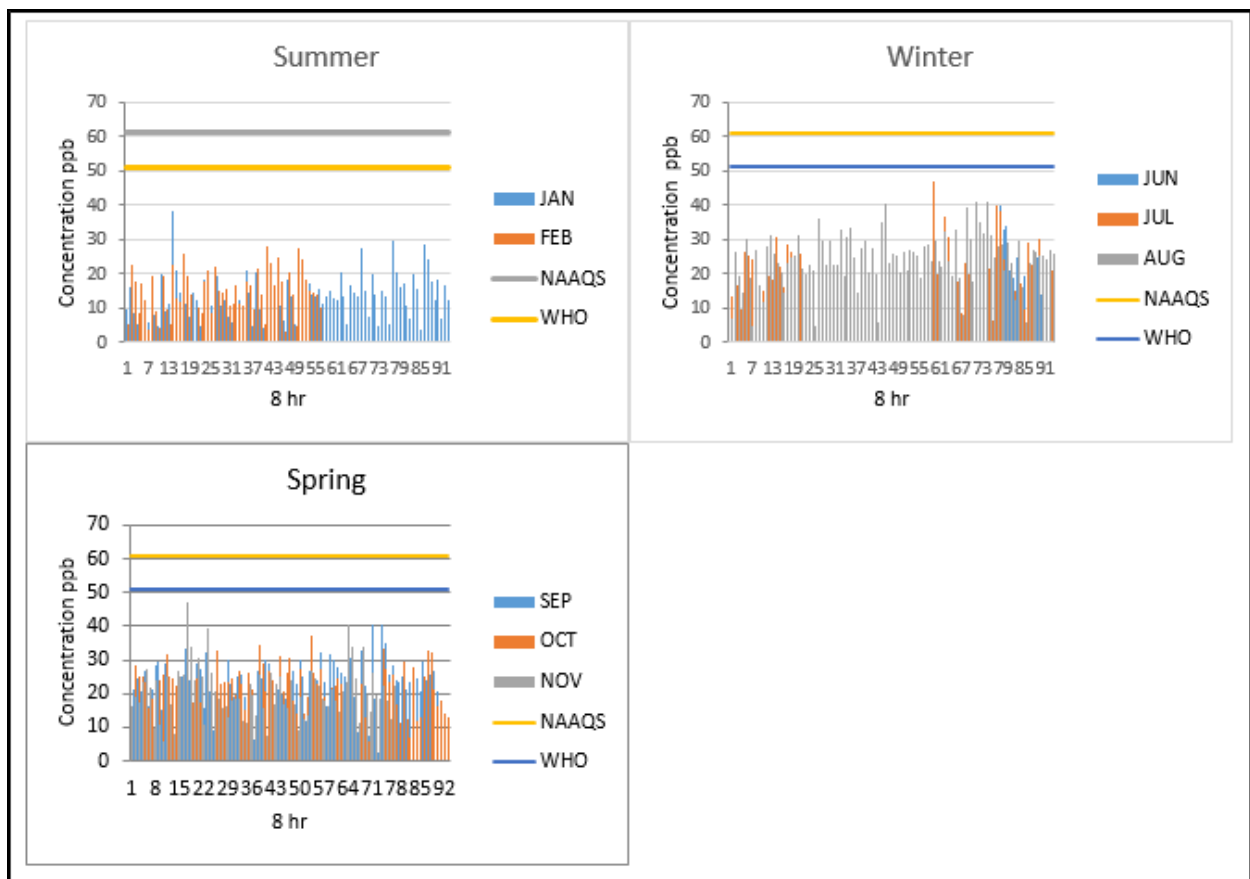 Summer
Concentration ppb
70
60
50
40
30
20
10
0
1 7 13 19 25 31 37 43 49 55 61 67 73 79 85 91
8 hr
JAN
FEB
NAAQS
WHO
Winter
Concentration ppb
70
60
50
40
30
20
10
0
1 7 13 19 25 31 37 43 49 55 61 67 73 79 85 91
8 hr
JUN
JUL
AUG
NAAQS
WHO
Spring
Concentration ppb
70
60
50
40
30
20
10
0
1 8 15 22 29 36 43 50 57 64 71 78 85 92
8 hr
SEP
OCT
NOV
NAAQS
WHO